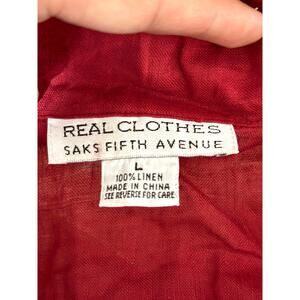 REAL CLOTHES
SAKS FIFTH AVENUE
L
100% LINEN
MADE IN CHINA
SEE REVERSE FOR CARE